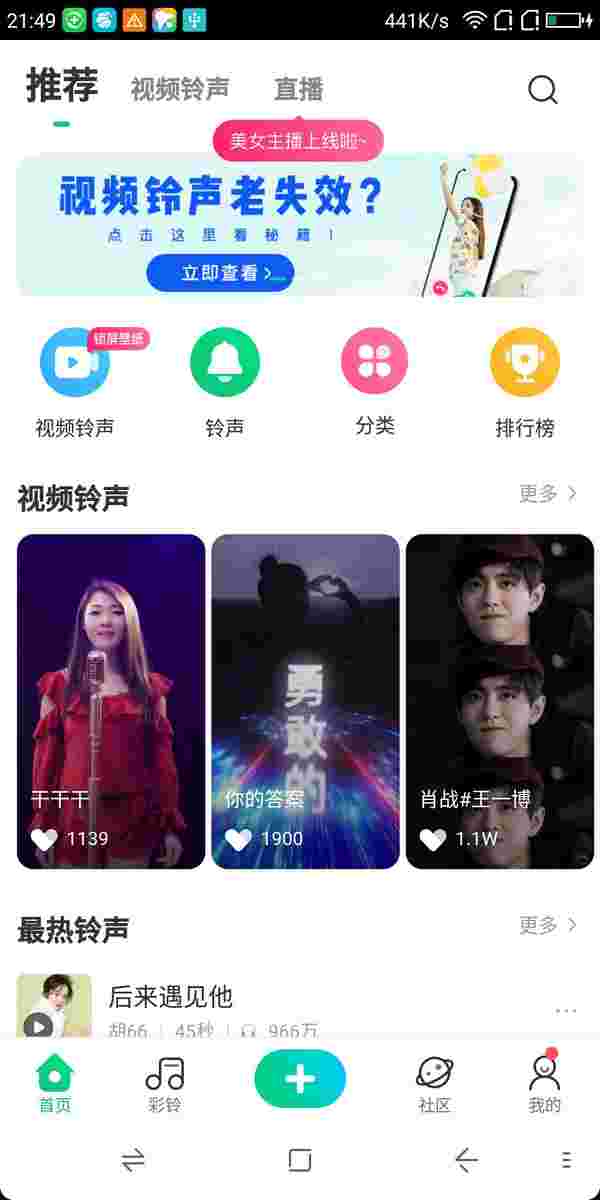 21:49
441K/s
推荐 视频铃声 直播
美女主播上线啦~
视频铃声老失效?
点击这里看秘籍!
立即查看 >
锁屏壁纸
视频铃声 铃声 分类 排行榜
视频铃声 更多 >
勇敢的
干干干 你的答案 肖战#王一博
1139 1900 1.1W
最热铃声 更多 >
后来遇见他
胡66 | 45秒 | 966万
首页 彩铃 社区 我的